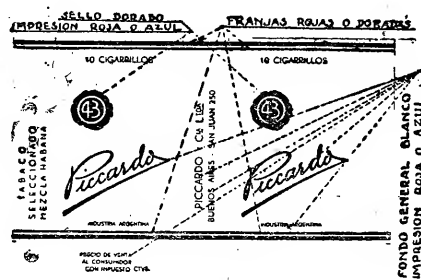 SELLO DORADO
IMPRESION ROJA O AZUL
FRANJAS ROJAS O DORADAS
10 CIGARRILLOS
10 CIGARRILLOS
43
43
TABACO
SELECCIONADO
MEZCLA HABANA
Piccardo
PICCARDO Y Cía. LTDA
BUENOS AIRES - SAN JUAN 250
Piccardo
INDUSTRIA ARGENTINA
INDUSTRIA ARGENTINA
PRECIO DE VENTA
AL CONSUMIDOR
CON IMPUESTO CTVS.
FONDO GENERAL BLANCO
IMPRESION ROJA O AZUL